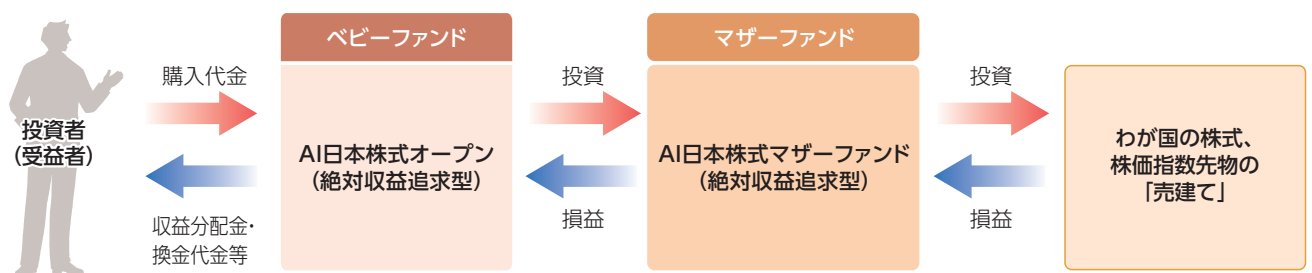 ベビーファンド
マザーファンド
購入代金
投資
投資
投資者
(受益者)
AI日本株式オープン
(絶対収益追求型)
AI日本株式マザーファンド
(絶対収益追求型)
わが国の株式、
株価指数先物の
「売建て」
収益分配金・
換金代金等
損益
損益